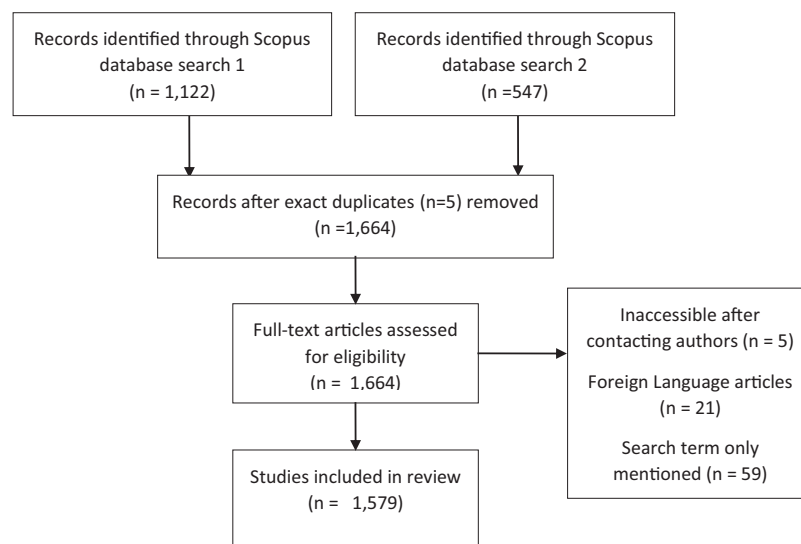 Records identified through Scopus
database search 1
(n = 1,122)
Records identified through Scopus
database search 2
(n =547)
Records after exact duplicates (n=5) removed
(n =1,664)
Full-text articles assessed
for eligibility
(n = 1,664)
Inaccessible after
contacting authors (n = 5)
Foreign Language articles
(n = 21)
Search term only
mentioned (n = 59)
Studies included in review
(n = 1,579)